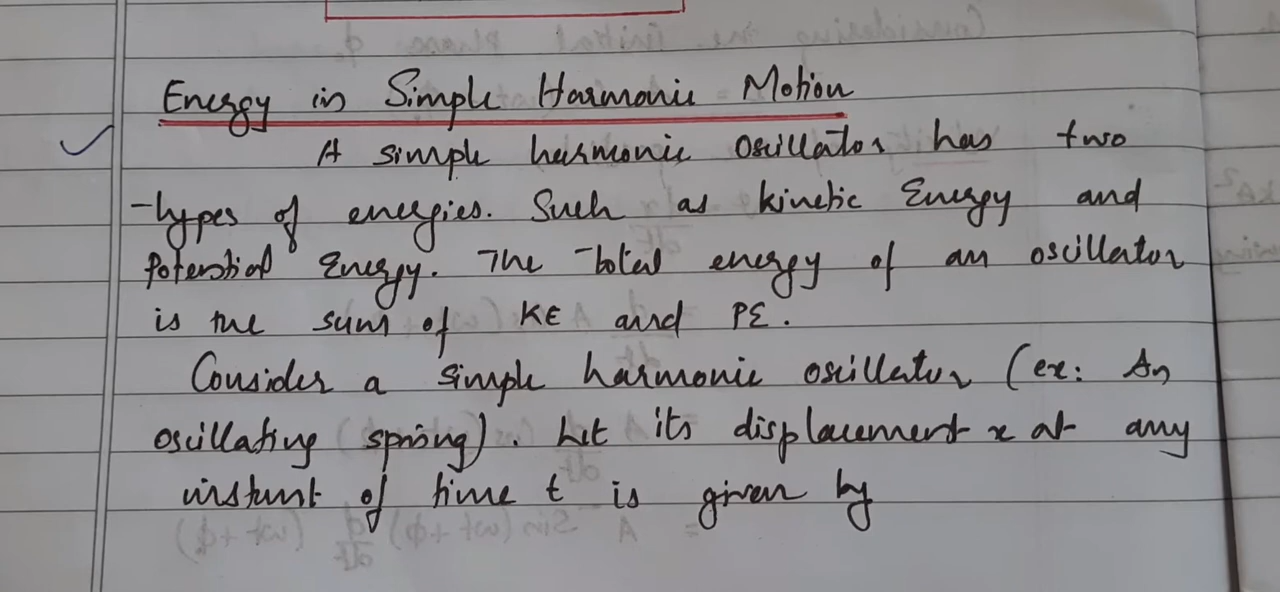 Energy in Simple Harmonic Motion
A simple harmonic oscillator has two
types of energies. Such as kinetic Energy and
Potential Energy. The total energy of an oscillator
is the sum of KE and PE.
Consider a simple harmonic oscillator (ex: An
oscillating spring). Let its displacement x at any
instant of time t is given by